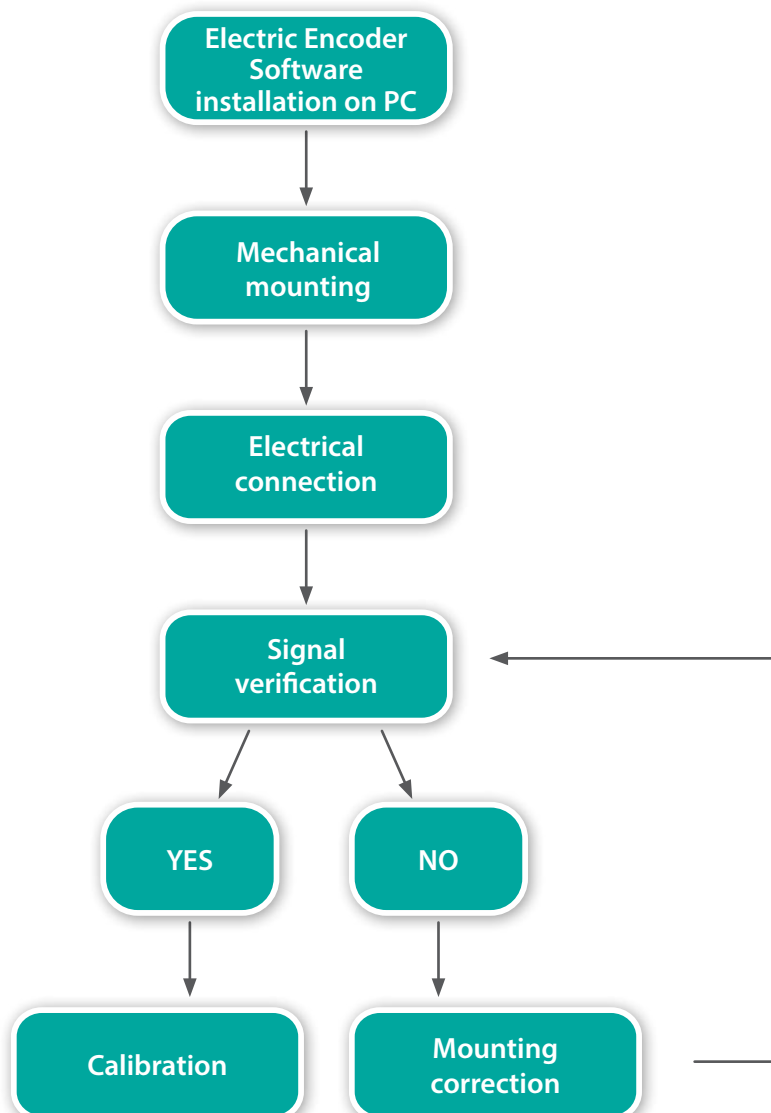 Electric Encoder
Software
installation on PC
Mechanical
mounting
Electrical
connection
Signal
verification
YES
NO
Calibration
Mounting
correction